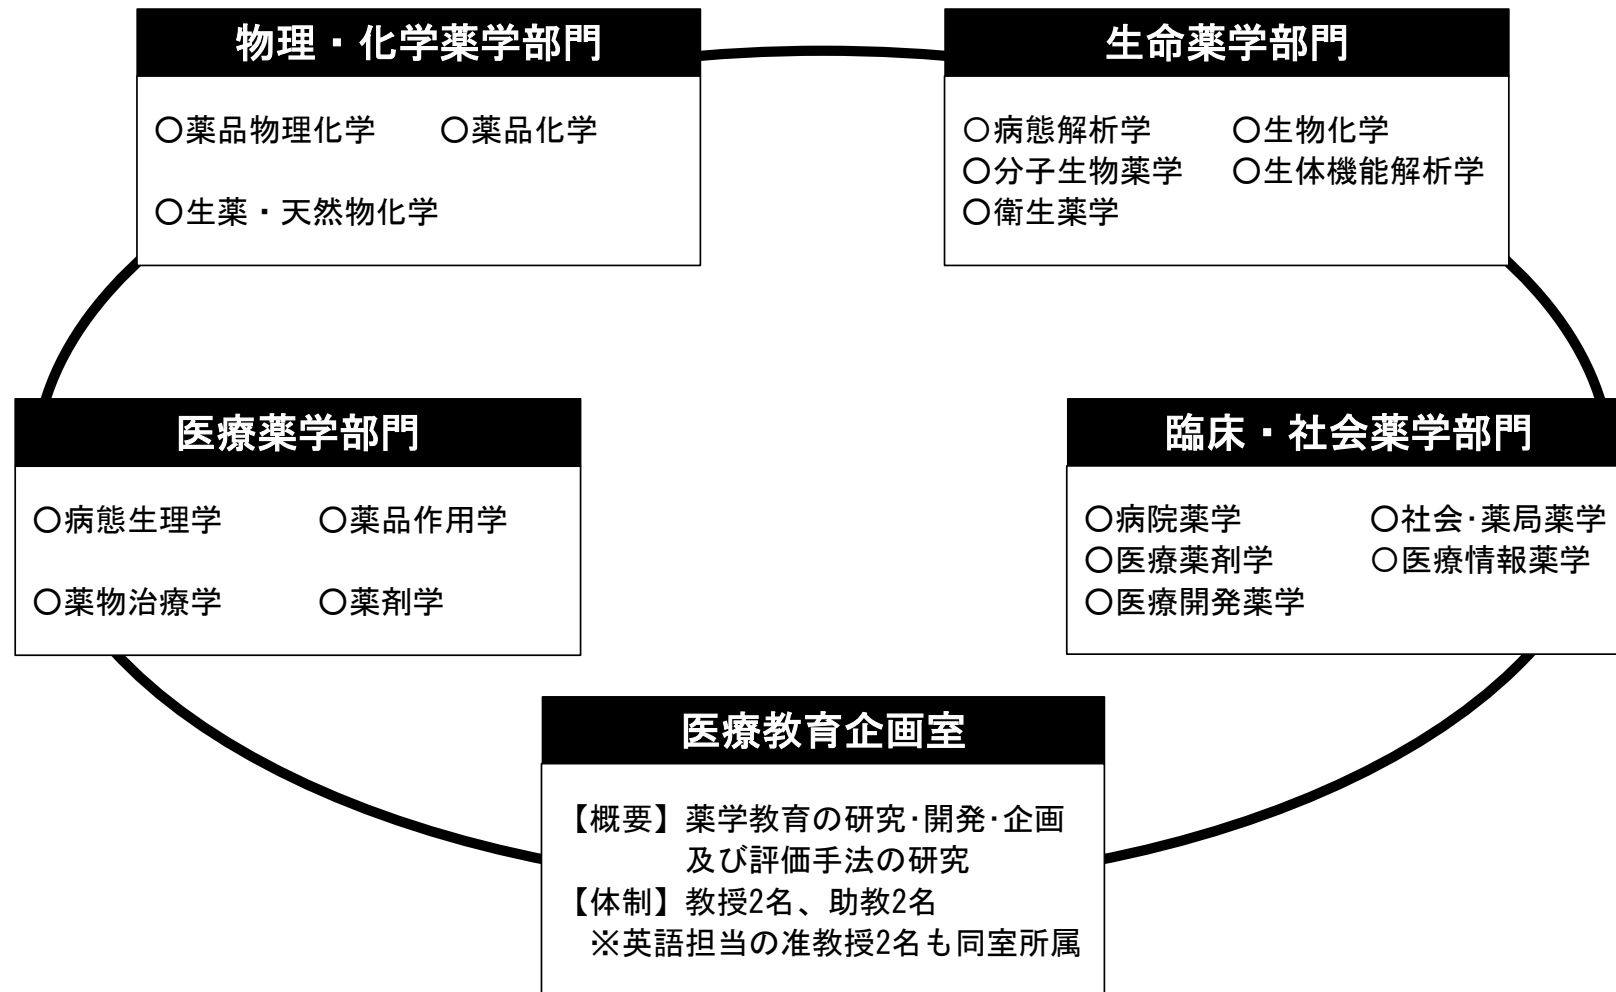 物理・化学薬学部門
○薬品物理化学 ○薬品化学
○生薬・天然物化学
生命薬学部門
○病態解析学 ○生物化学
○分子生物薬学 ○生体機能解析学
○衛生薬学
医療薬学部門
○病態生理学 ○薬品作用学
○薬物治療学 ○薬剤学
臨床・社会薬学部門
○病院薬学 ○社会・薬局薬学
○医療薬剤学 ○医療情報薬学
○医療開発薬学
医療教育企画室
【概要】薬学教育の研究・開発・企画
及び評価手法の研究
【体制】教授2名、助教2名
※英語担当の准教授2名も同室所属